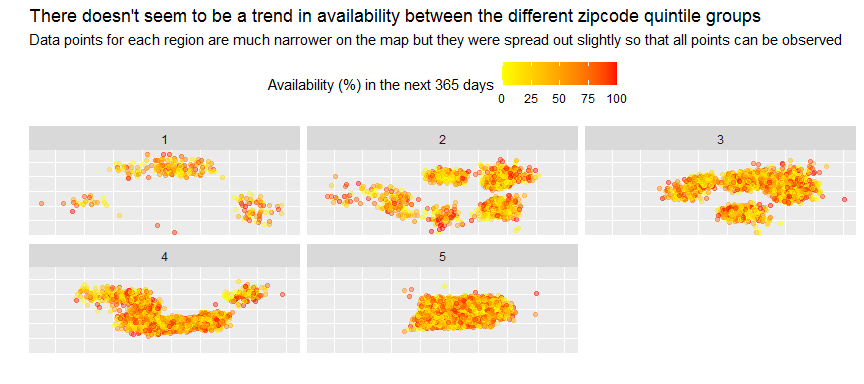 There doesn't seem to be a trend in availability between the different zipcode quintile groups
Data points for each region are much narrower on the map but they were spread out slightly so that all points can be observed
Availability (%) in the next 365 days
0 25 50 75 100
1 2 3
4 5